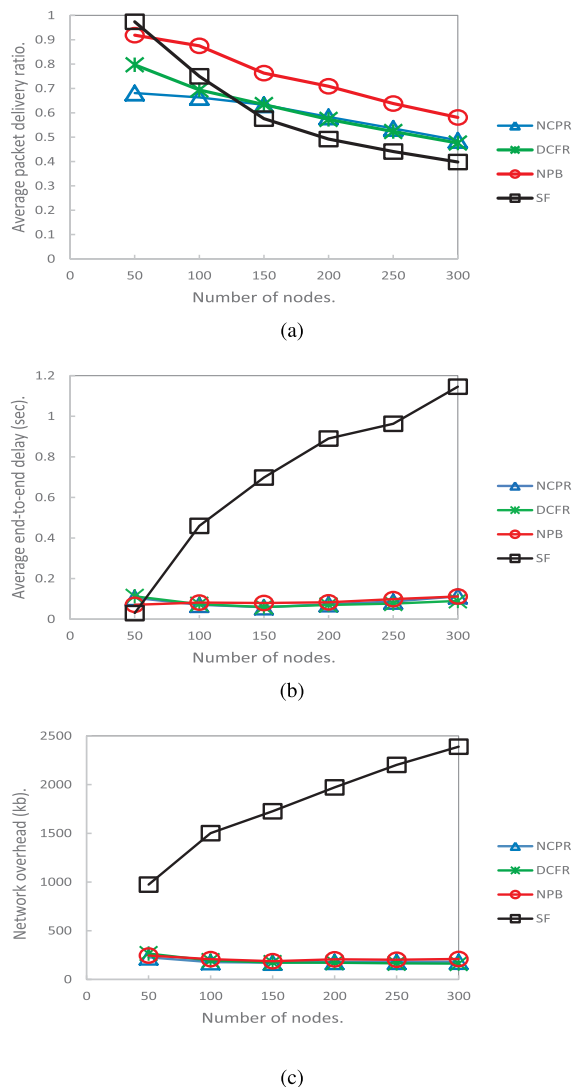 Average packet delivery ratio.
1
0.9
0.8
0.7
0.6
0.5
0.4
0.3
0.2
0.1
0
0 50 100 150 200 250 300
Number of nodes.
NCPR
DCFR
NPB
SF
(a)
Average end-to-end delay (sec).
1.2
1
0.8
0.6
0.4
0.2
0
0 50 100 150 200 250 300
Number of nodes.
NCPR
DCFR
NPB
SF
(b)
Network overhead (kb).
2500
2000
1500
1000
500
0
0 50 100 150 200 250 300
Number of nodes.
NCPR
DCFR
NPB
SF
(c)